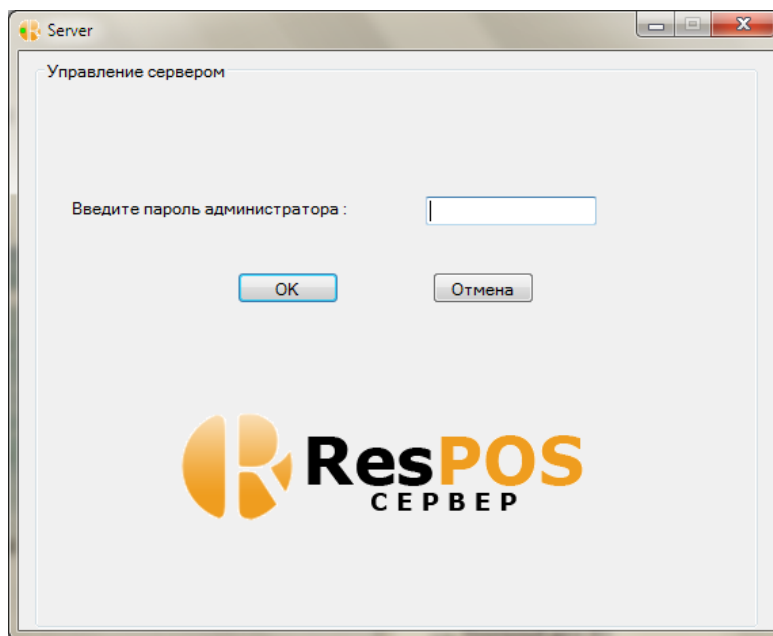 Server
Управление сервером
Введите пароль администратора :
OK
Отмена
ResPOS
СЕРВЕР